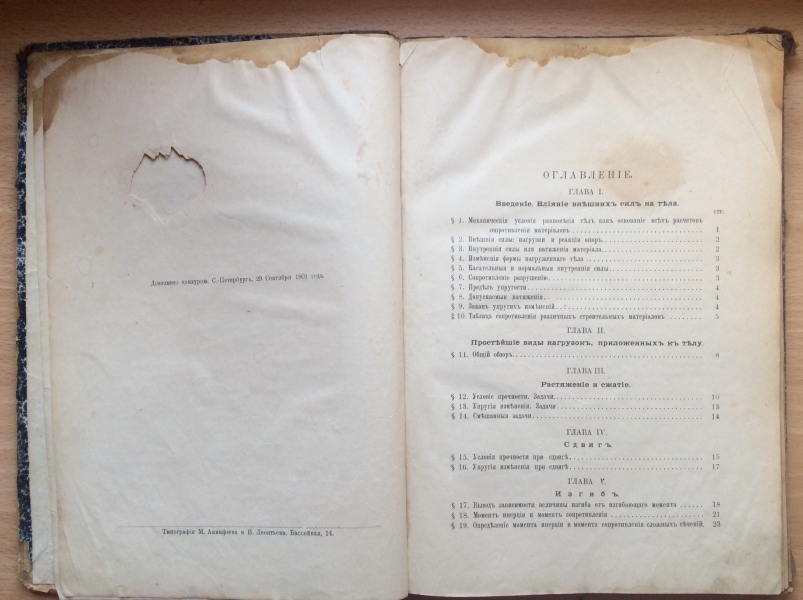 Дозволено цензуром. С.-Петербургъ, 29 Сентября 1901 года.
Типографія М. Акинфіева и И. Леонтьева, Бассейная, 14.
ОГЛАВЛЕНІЕ.
ГЛАВА I.
Введеніе. Вліяніе внѣшнихъ силъ на тѣла.
стр.
§ 1. Механическія условія равновѣсія тѣлъ какъ основаніе всѣхъ расчетовъ
сопротивленія матеріаловъ 1
§ 2. Внѣшнія силы: нагрузки и реакціи опоръ 2
§ 3. Внутреннія силы или натяженія матеріала 2
§ 4. Измѣненія формы нагруженнаго тѣла 3
§ 5. Касательныя и нормальныя внутреннія силы 3
§ 6. Сопротивленіе разрушенію 3
§ 7. Предѣлъ упругости 4
§ 8. Допускаемыя натяженія 4
§ 9. Законъ упругихъ измѣненій 4
§ 10. Таблица сопротивленія различныхъ строительныхъ матеріаловъ 5
ГЛАВА II.
Простѣйшіе виды нагрузокъ, приложенныхъ къ тѣлу.
§ 11. Общій обзоръ 8
ГЛАВА III.
Растяженіе и сжатіе.
§ 12. Условіе прочности. Задачи 10
§ 13. Упругія измѣненія. Задачи 13
§ 14. Смѣшанныя задачи 14
ГЛАВА IV.
Сдвигъ.
§ 15. Условія прочности при сдвигѣ 15
§ 16. Упругія измѣненія при сдвигѣ 17
ГЛАВА V.
Изгибъ.
§ 17. Выводъ зависимости величины изгиба отъ изгибающаго момента 18
§ 18. Моментъ инерціи и моментъ сопротивленія 21
§ 19. Опредѣленіе момента инерціи и момента сопротивленія сложныхъ сѣченій. 23